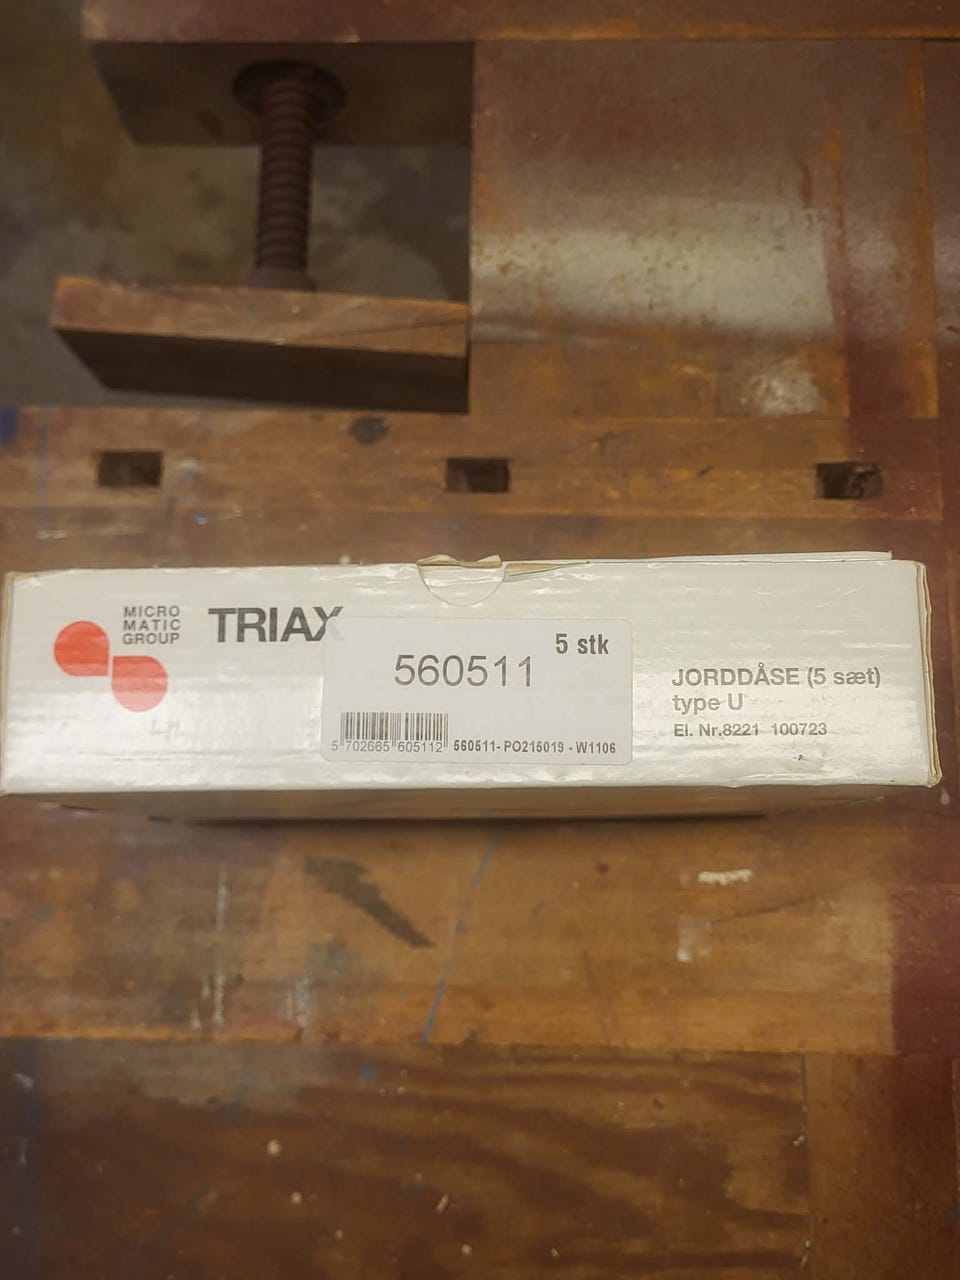 MICRO
MATIC
GROUP
TRIAX
5 stk
560511
5 702665 605112
560511- PO215019 - W1106
JORDDÅSE (5 sæt)
type U
El. Nr.8221 100723